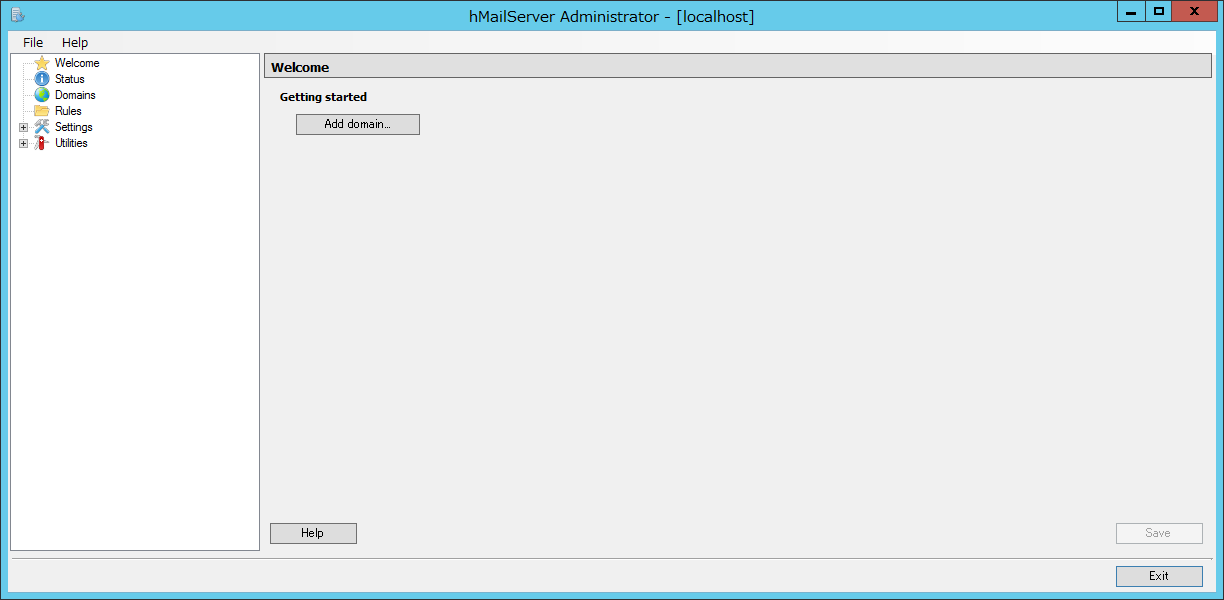 hMailServer Administrator - [localhost]
File Help
Welcome
Status
Domains
Rules
Settings
Utilities
Welcome
Getting started
Add domain...
Help
Save
Exit